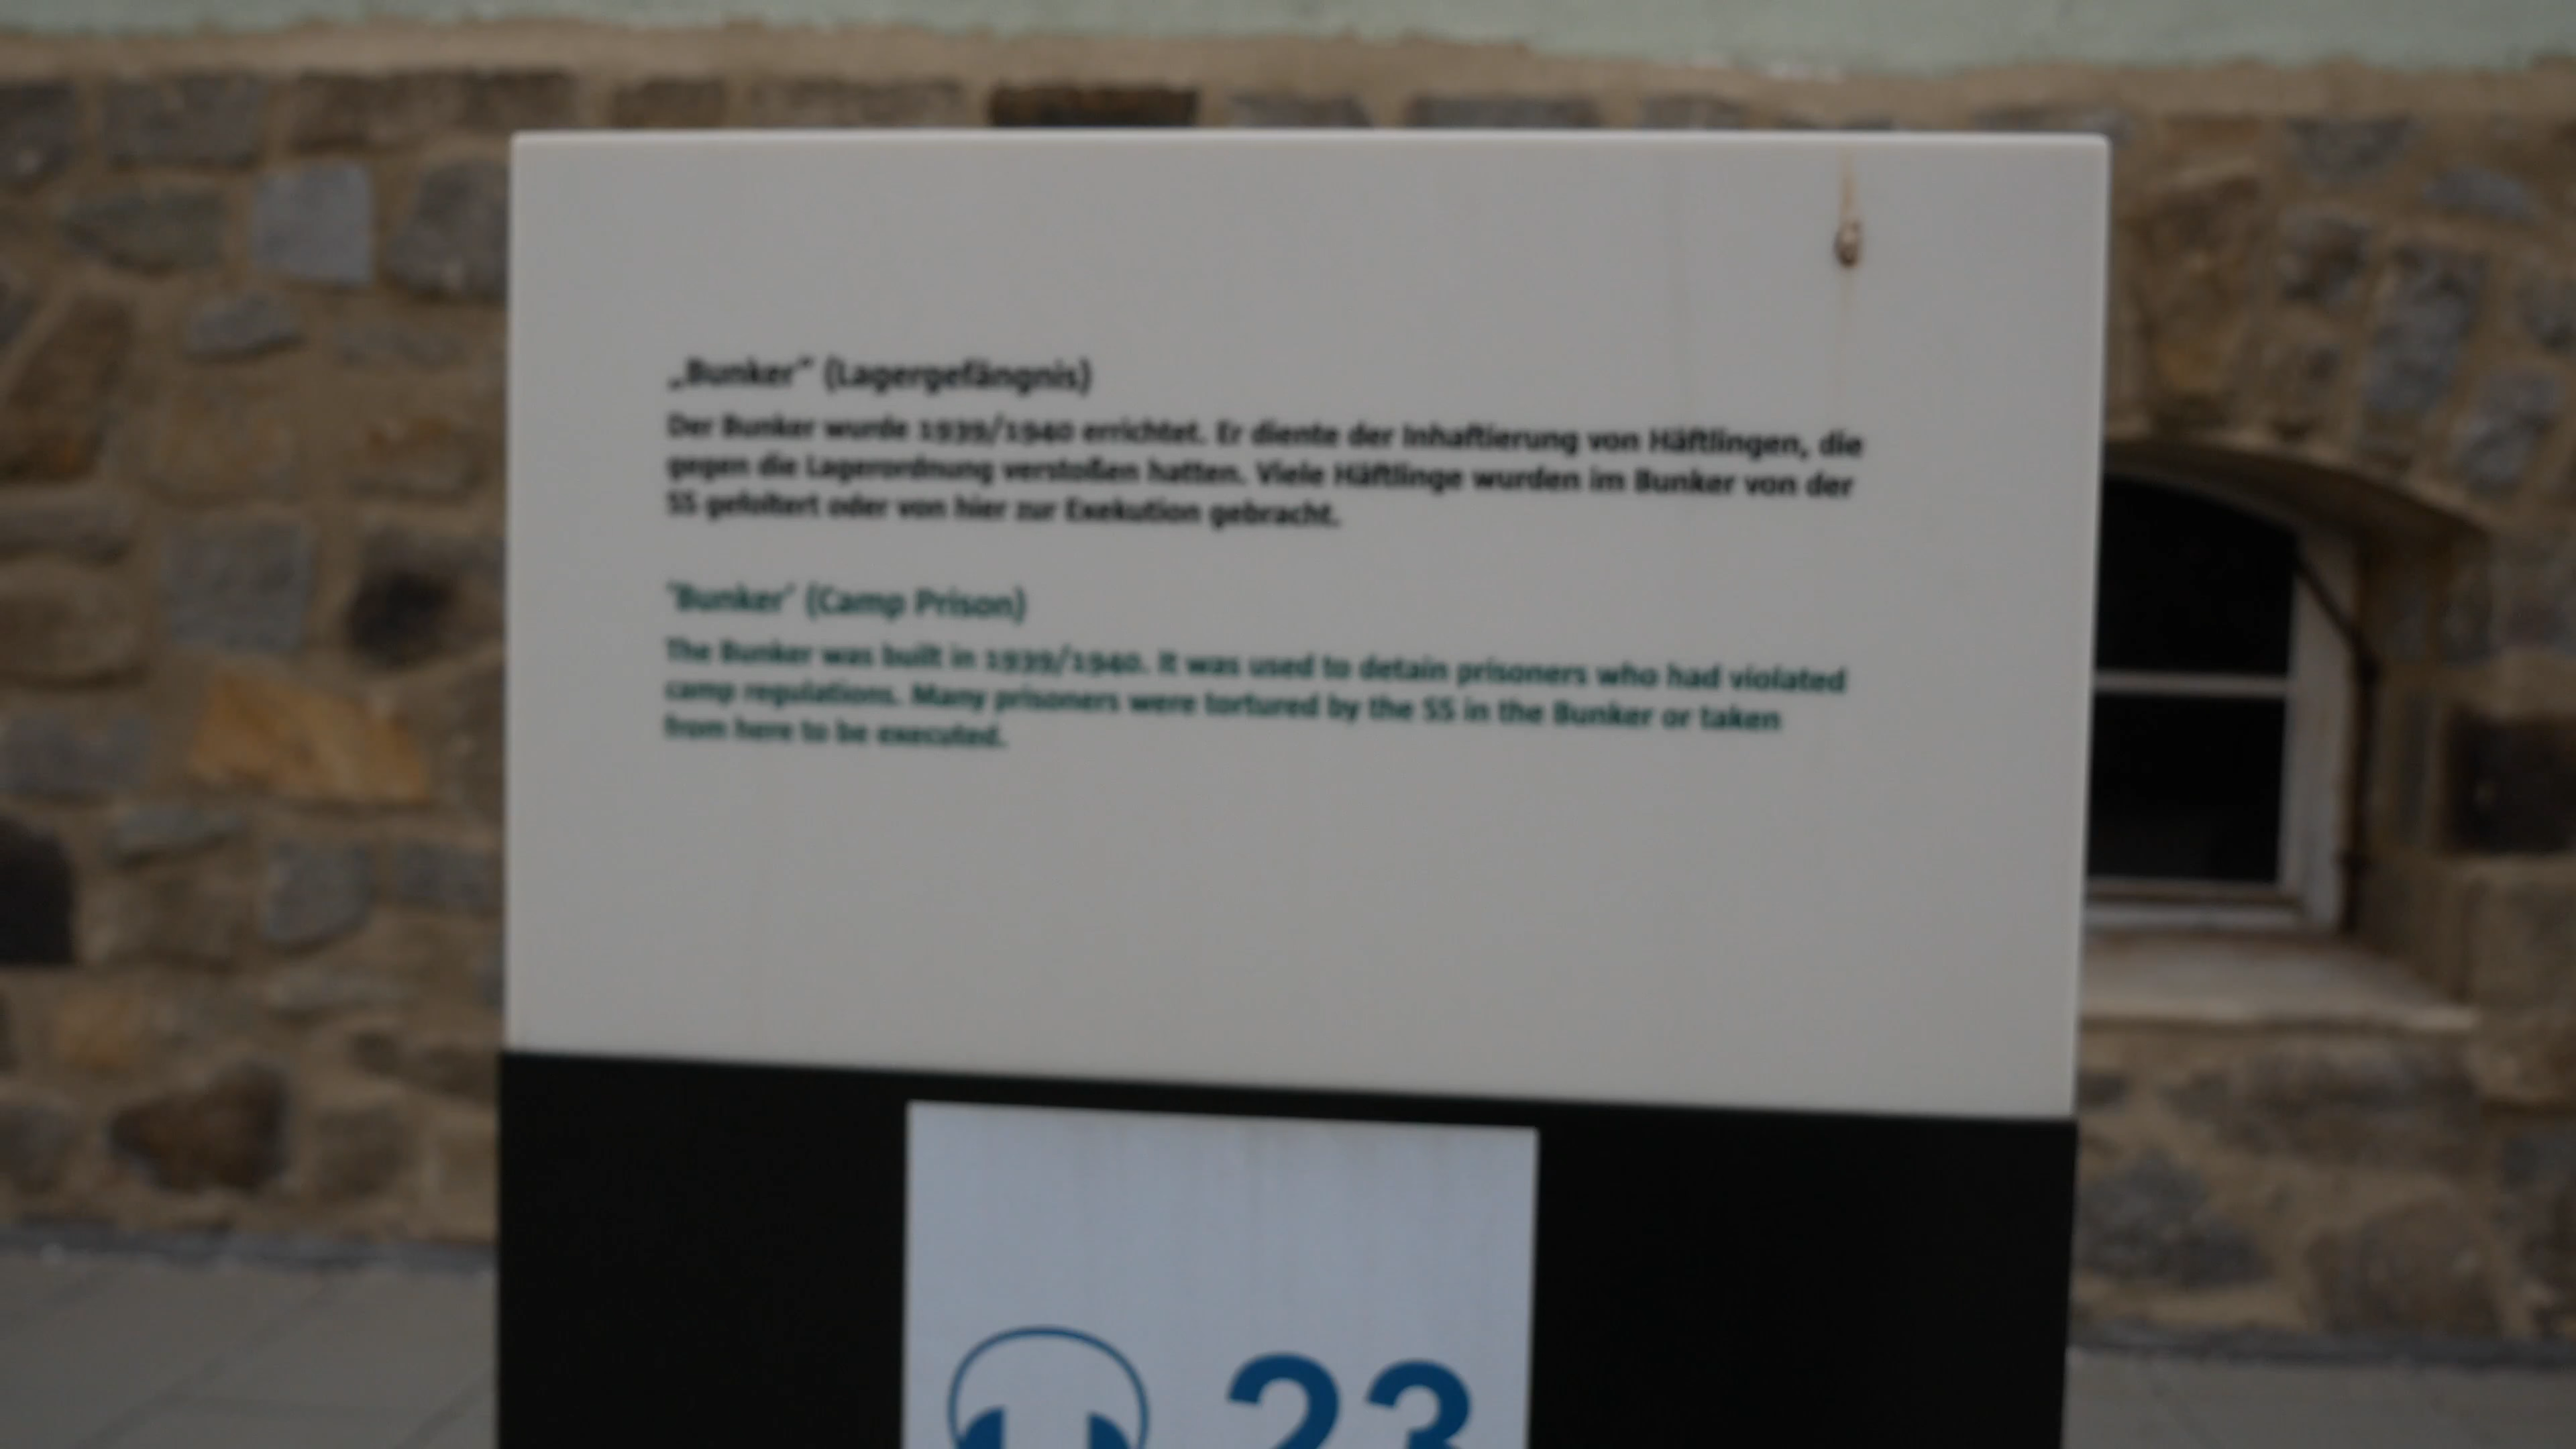 „Bunker“ (Lagergefängnis)
Der Bunker wurde 1939/1940 errichtet. Er diente der Inhaftierung von Häftlingen, die
gegen die Lagerordnung verstoßen hatten. Viele Häftlinge wurden im Bunker von der
SS gefoltert oder von hier zur Exekution gebracht.
‘Bunker’ (Camp Prison)
The Bunker was built in 1939/1940. It was used to detain prisoners who had violated
camp regulations. Many prisoners were tortured by the SS in the Bunker or taken
from here to be executed.
23